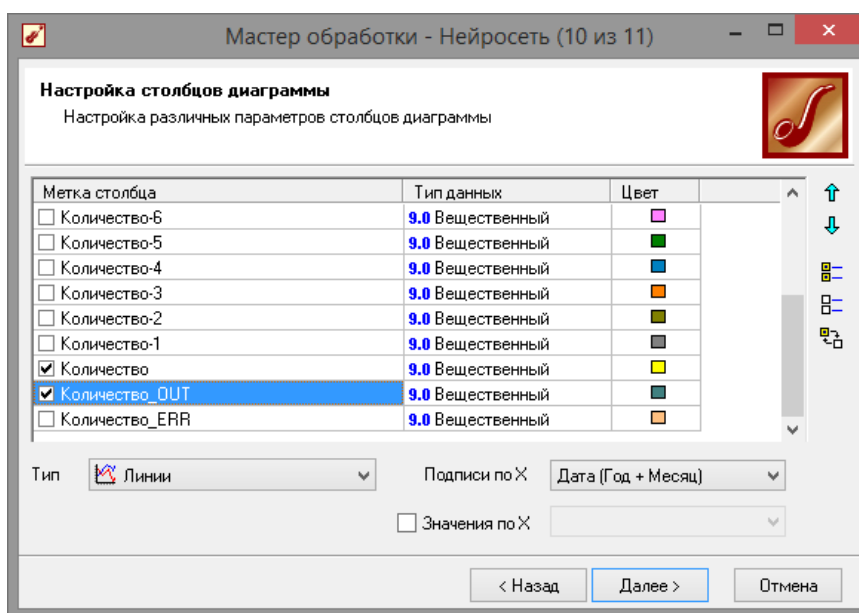 Мастер обработки - Нейросеть (10 из 11)
Настройка столбцов диаграммы
Настройка различных параметров столбцов диаграммы
Метка столбца Тип данных Цвет
Количество-6 9.0 Вещественный
Количество-5 9.0 Вещественный
Количество-4 9.0 Вещественный
Количество-3 9.0 Вещественный
Количество-2 9.0 Вещественный
Количество-1 9.0 Вещественный
Количество 9.0 Вещественный
Количество_OUT 9.0 Вещественный
Количество_ERR 9.0 Вещественный
Тип Линии Подписи по X Дата (Год + Месяц)
Значения по X
< Назад Далее > Отмена